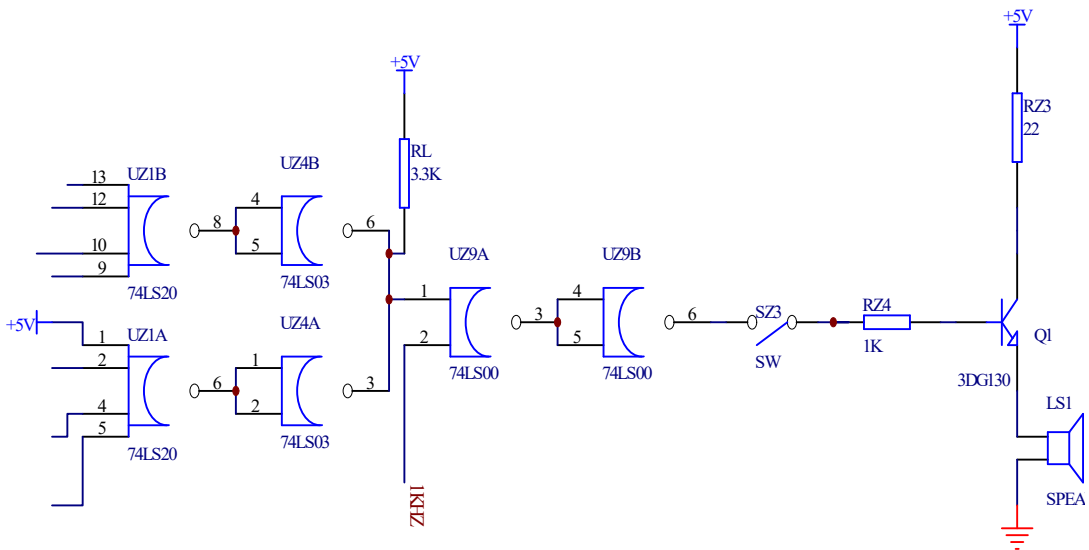 +5V
+5V
RZ3
22
RL
3.3K
UZ1B
13
12
10
9
8
74LS20
UZ4B
4
5
6
74LS03
+5V
UZ1A
1
2
4
5
6
74LS20
UZ4A
1
2
3
74LS03
UZ9A
1
2
3
74LS00
1KHZ
UZ9B
4
5
6
74LS00
SZ3
SW
RZ4
1K
Q1
3DG130
LS1
SPEA